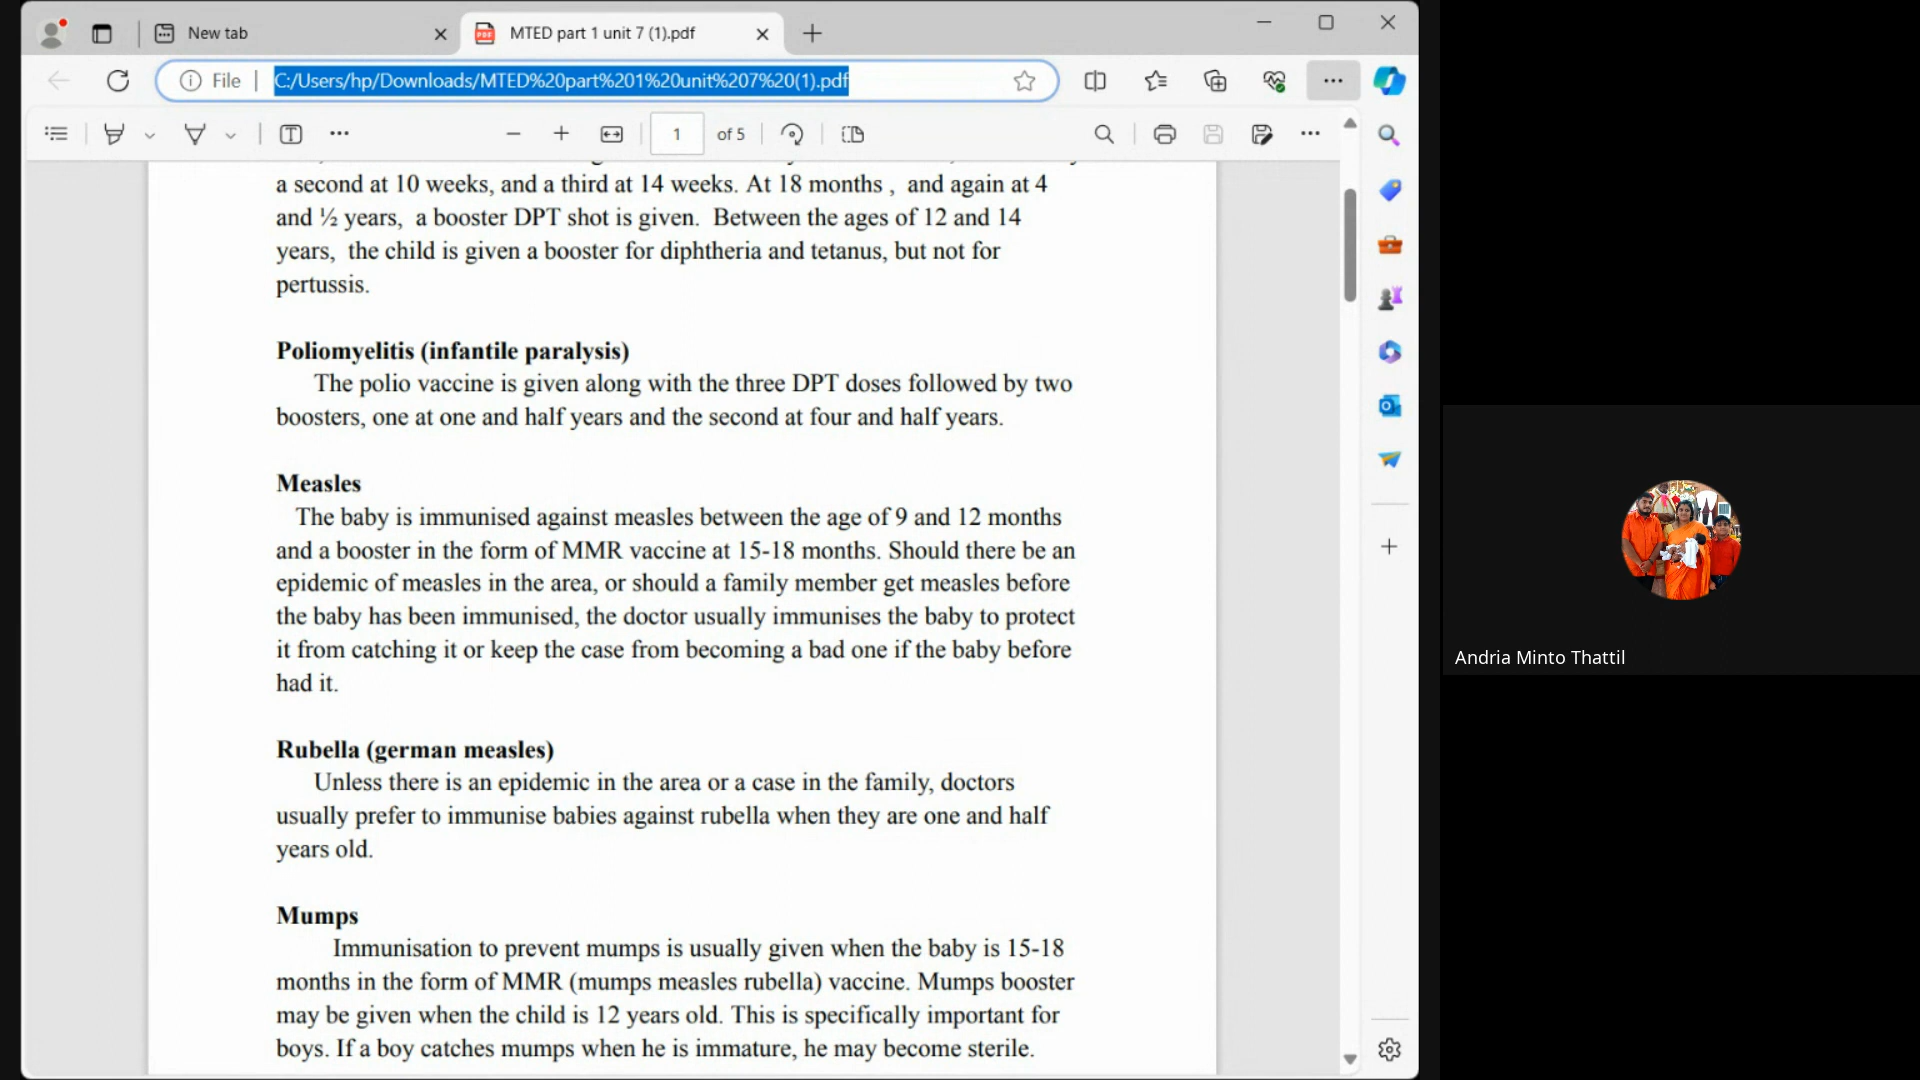 New tab
MTED part 1 unit 7 (1).pdf
File
C:/Users/hp/Downloads/MTED%20part%201%20unit%207%20(1).pdf
1 of 5
a second at 10 weeks, and a third at 14 weeks. At 18 months , and again at 4
and ½ years, a booster DPT shot is given. Between the ages of 12 and 14
years, the child is given a booster for diphtheria and tetanus, but not for
pertussis.
Poliomyelitis (infantile paralysis)
The polio vaccine is given along with the three DPT doses followed by two
boosters, one at one and half years and the second at four and half years.
Measles
The baby is immunised against measles between the age of 9 and 12 months
and a booster in the form of MMR vaccine at 15-18 months. Should there be an
epidemic of measles in the area, or should a family member get measles before
the baby has been immunised, the doctor usually immunises the baby to protect
it from catching it or keep the case from becoming a bad one if the baby before
had it.
Rubella (german measles)
Unless there is an epidemic in the area or a case in the family, doctors
usually prefer to immunise babies against rubella when they are one and half
years old.
Mumps
Immunisation to prevent mumps is usually given when the baby is 15-18
months in the form of MMR (mumps measles rubella) vaccine. Mumps booster
may be given when the child is 12 years old. This is specifically important for
boys. If a boy catches mumps when he is immature, he may become sterile.
Andria Minto Thattil